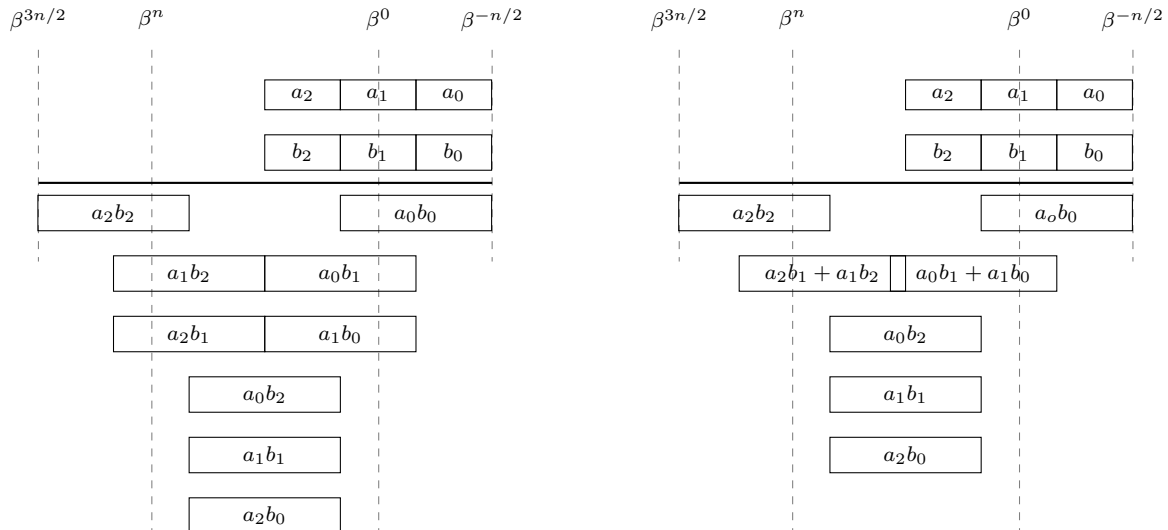 β^{3n/2} β^n β^0 β^{-n/2} β^{3n/2} β^n β^0 β^{-n/2}
a_2 a_1 a_0 a_2 a_1 a_0
b_2 b_1 b_0 b_2 b_1 b_0
a_2b_2 a_0b_0 a_2b_2 a_ob_0
a_1b_2 a_0b_1 a_2b_1 + a_1b_2 a_0b_1 + a_1b_0
a_2b_1 a_1b_0 a_0b_2
a_0b_2 a_1b_1
a_1b_1 a_2b_0
a_2b_0